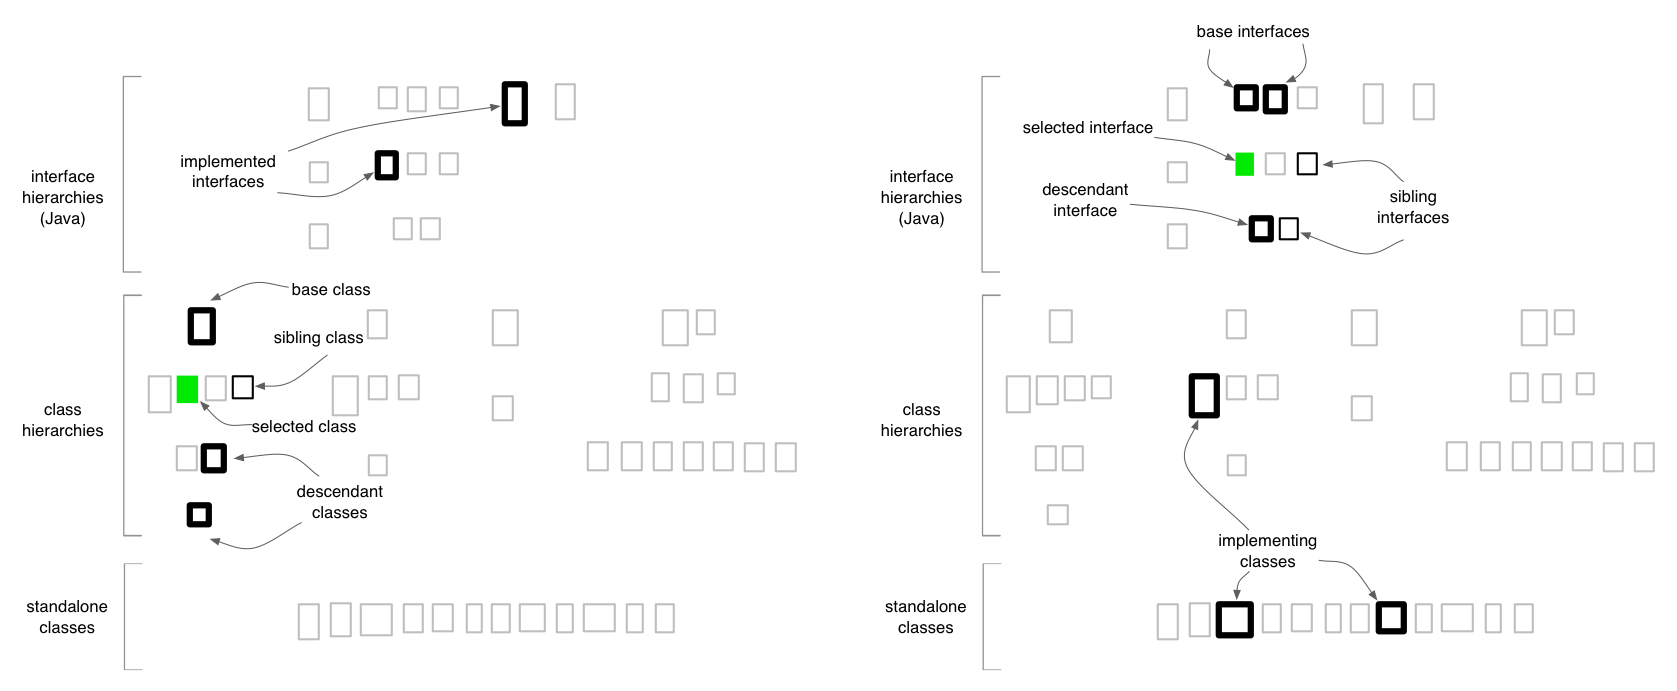 implemented
interfaces
interface
hierarchies
(Java)
base class
sibling class
selected class
class
hierarchies
descendant
classes
standalone
classes
base interfaces
selected interface
interface
hierarchies
(Java)
descendant
interface
sibling
interfaces
class
hierarchies
implementing
classes
standalone
classes